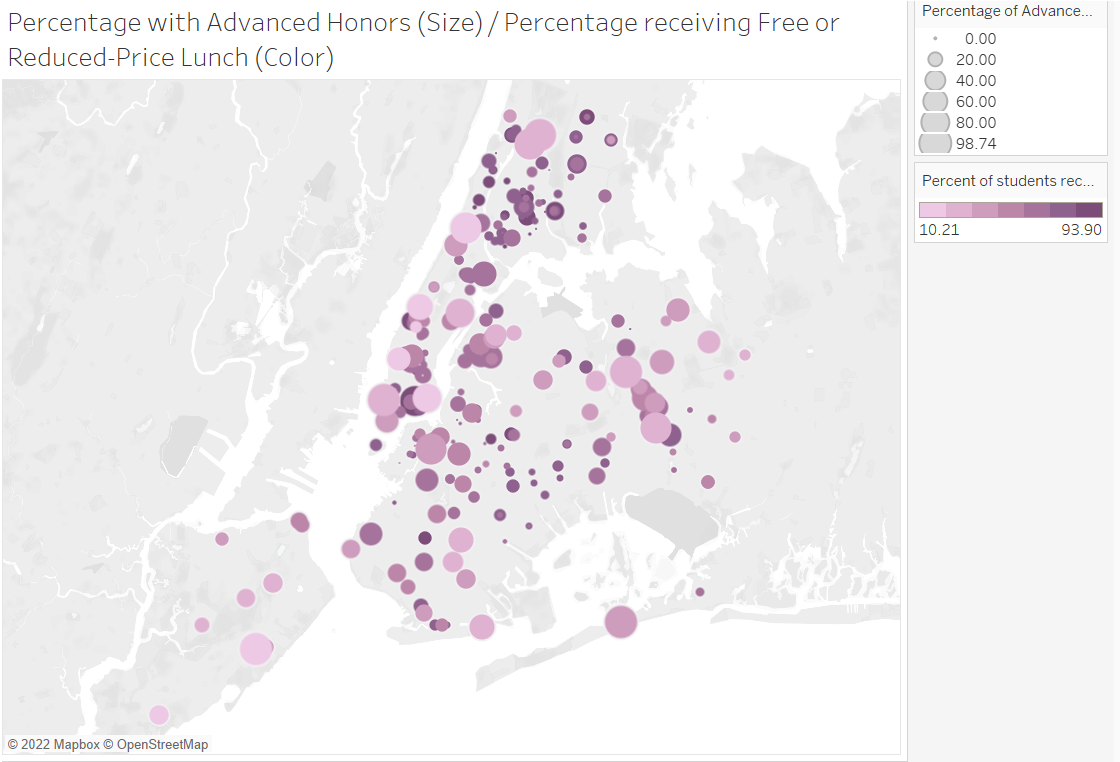 Percentage with Advanced Honors (Size) / Percentage receiving Free or
Reduced-Price Lunch (Color)
Percentage of Advance...
0.00
20.00
40.00
60.00
80.00
98.74
Percent of students rec...
10.21 93.90
© 2022 Mapbox © OpenStreetMap